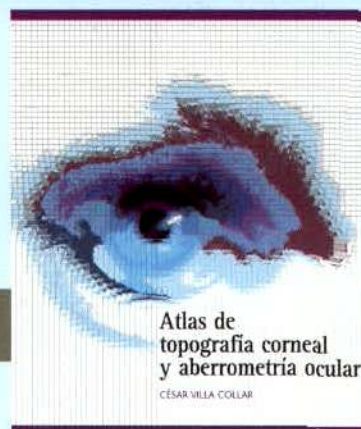 Atlas de
topografía corneal
y aberrometría ocular
CÉSAR VILLA COLLAR